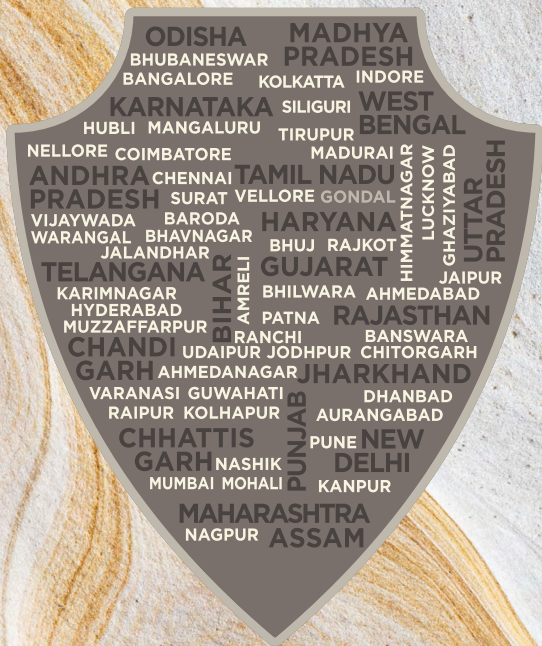 ODISHA MADHYA
BHUBANESWAR PRADESH
BANGALORE KOLKATTA INDORE
KARNATAKA SILIGURI WEST
HUBLI MANGALURU TIRUPUR BENGAL
NELLORE COIMBATORE MADURAI
ANDHRA CHENNAI TAMIL NADU
PRADESH SURAT VELLORE GONDAL
HIMMATNAGAR
LUCKNOW
GHAZIYABAD
UTTAR
PRADESH
VIJAYWADA BARODA HARYANA
WARANGAL BHAVNAGAR BHUJ RAJKOT
JALANDHAR
TELANGANA GUJARAT JAIPUR
BIHAR
AMRELI
KARIMNAGAR BHILWARA AHMEDABAD
HYDERABAD PATNA RAJASTHAN
MUZZAFFARPUR RANCHI BANSWARA
CHANDI UDAIPUR JODHPUR CHITORGARH
GARH AHMEDANAGAR JHARKHAND
VARANASI GUWAHATI DHANBAD
RAIPUR KOLHAPUR AURANGABAD
PUNJAB
CHHATTIS PUNE NEW
GARH NASHIK DELHI
MUMBAI MOHALI KANPUR
MAHARASHTRA
NAGPUR ASSAM